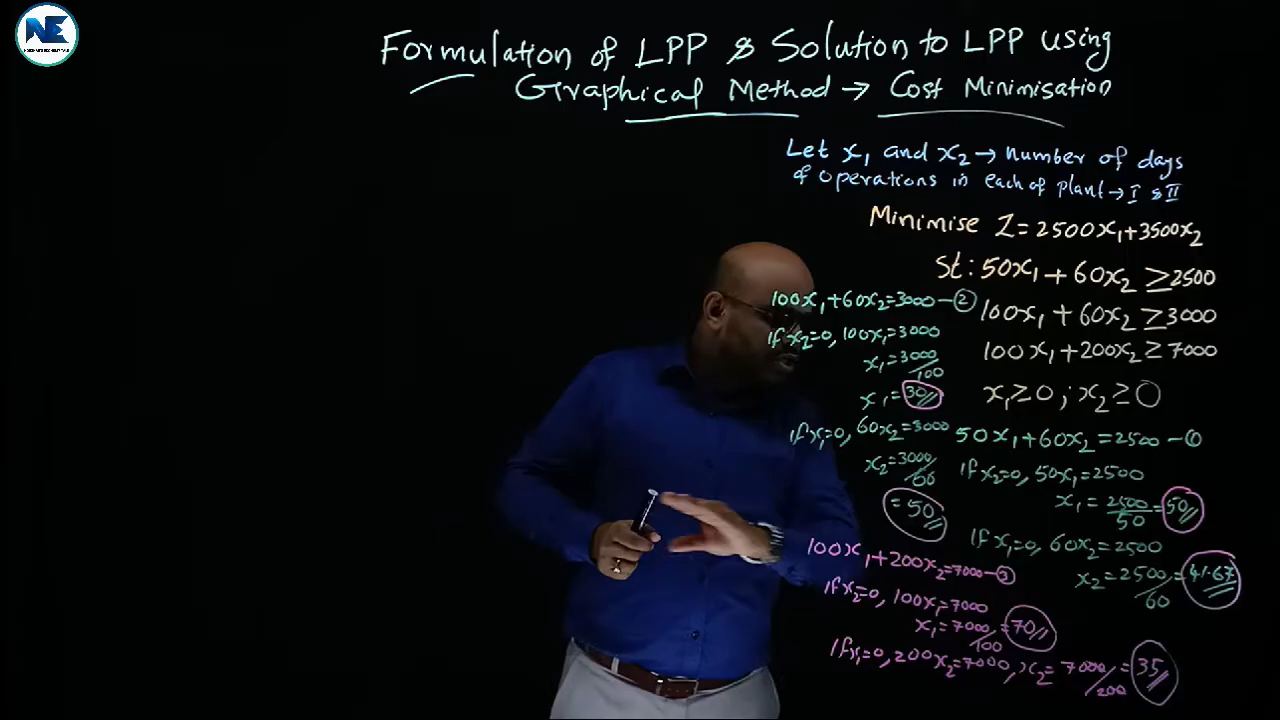 NE
Formulation of LPP & Solution to LPP using
Graphical Method → Cost Minimisation
Let x₁ and x₂ → number of days
of operations in each of plant → I & II
Minimise Z = 2500x₁ + 3500x₂
St: 50x₁ + 60x₂ ≥ 2500
100x₁ + 60x₂ ≥ 3000
100x₁ + 200x₂ ≥ 7000
x₁ ≥ 0 ; x₂ ≥ 0
50x₁ + 60x₂ = 2500 — ①
If x₂=0, 50x₁ = 2500
x₁ = 2500/50 = 50
If x₁=0, 60x₂ = 2500
x₂ = 2500/60 = 41.67
100x₁ + 60x₂ = 3000 — ②
If x₂=0, 100x₁ = 3000
x₁ = 3000/100
x₁ = 30
If x₁=0, 60x₂ = 3000
x₂ = 3000/60
= 50
100x₁ + 200x₂ = 7000 — ③
If x₂=0, 100x₁ = 7000
x₁ = 7000/100 = 70
If x₁=0, 200x₂ = 7000, x₂ = 7000/200 = 35